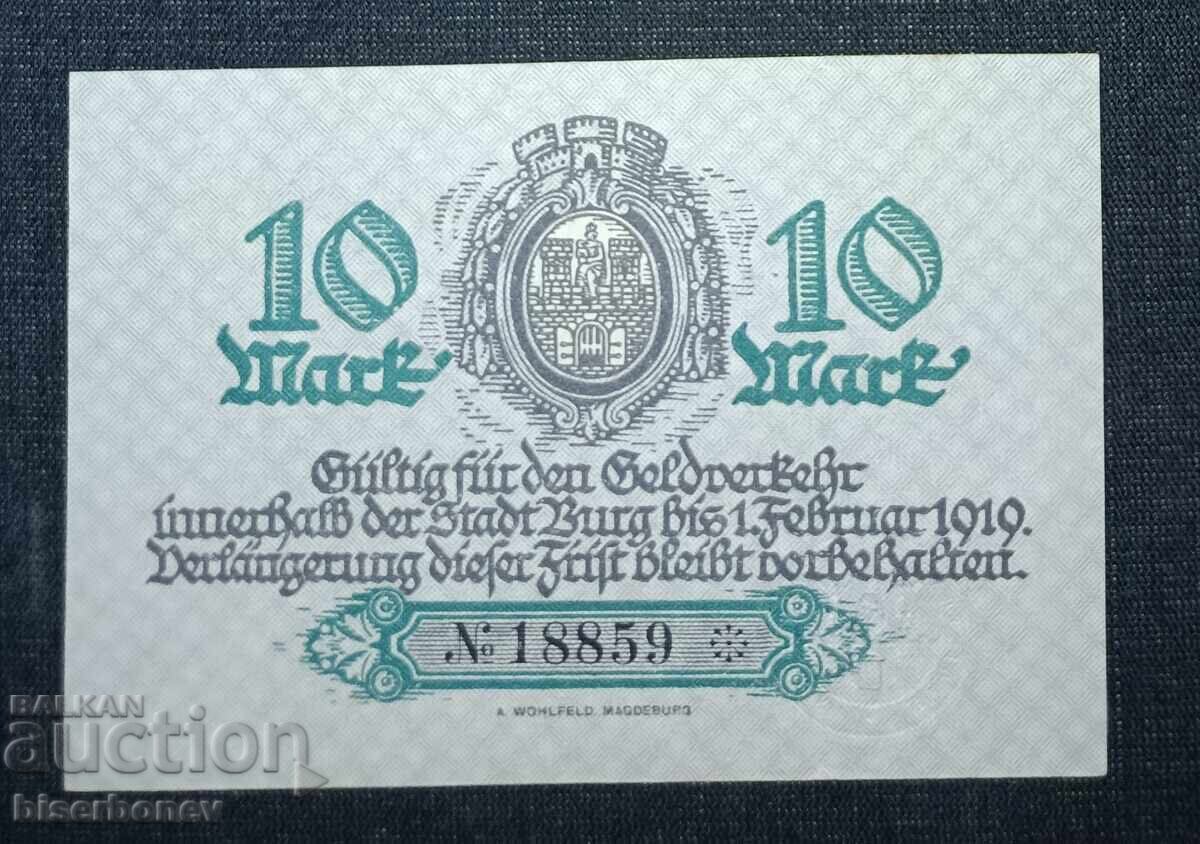 10 10
Mark Mark
Gültig für den Geldverkehr
innerhalb der Stadt Burg bis 1. Februar 1919.
Verlängerung dieser Frist bleibt vorbehalten.
№ 18859
A. WOHLFELD, MAGDEBURG
BALKAN
auction
biserbonev